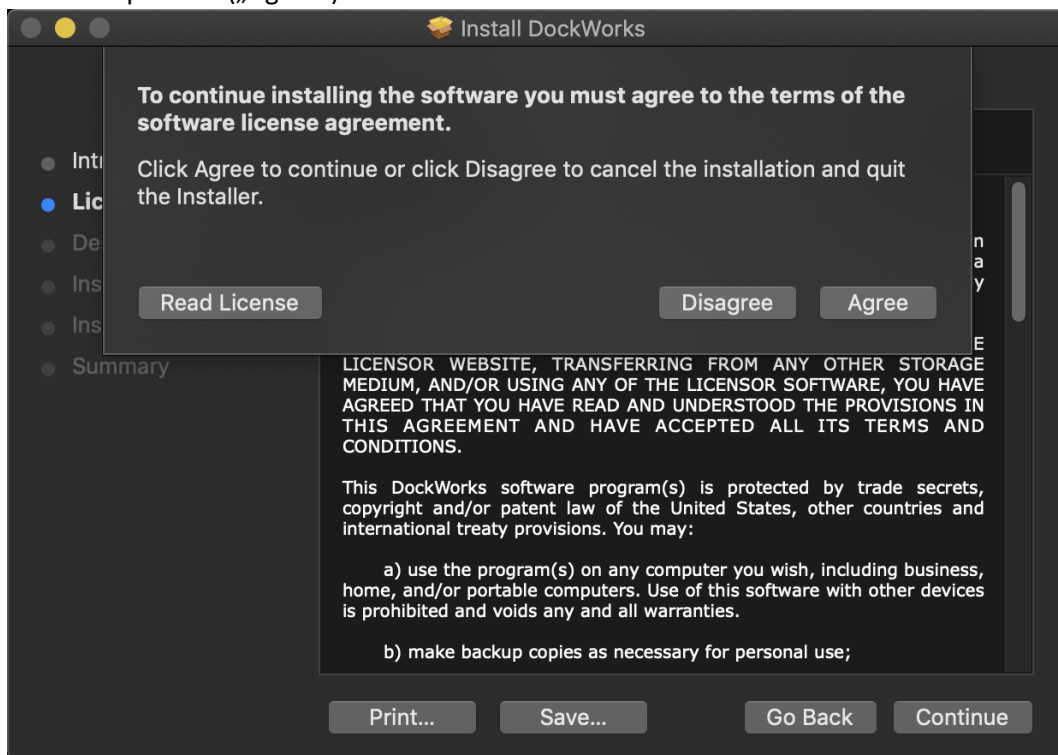 Install DockWorks
To continue installing the software you must agree to the terms of the
software license agreement.
Click Agree to continue or click Disagree to cancel the installation and quit
the Installer.
Read License
Disagree
Agree
Summary
LICENSOR WEBSITE, TRANSFERRING FROM ANY OTHER STORAGE
MEDIUM, AND/OR USING ANY OF THE LICENSOR SOFTWARE, YOU HAVE
AGREED THAT YOU HAVE READ AND UNDERSTOOD THE PROVISIONS IN
THIS AGREEMENT AND HAVE ACCEPTED ALL ITS TERMS AND
CONDITIONS.
This DockWorks software program(s) is protected by trade secrets,
copyright and/or patent law of the United States, other countries and
international treaty provisions. You may:
a) use the program(s) on any computer you wish, including business,
home, and/or portable computers. Use of this software with other devices
is prohibited and voids any and all warranties.
b) make backup copies as necessary for personal use;
Print...
Save...
Go Back
Continue